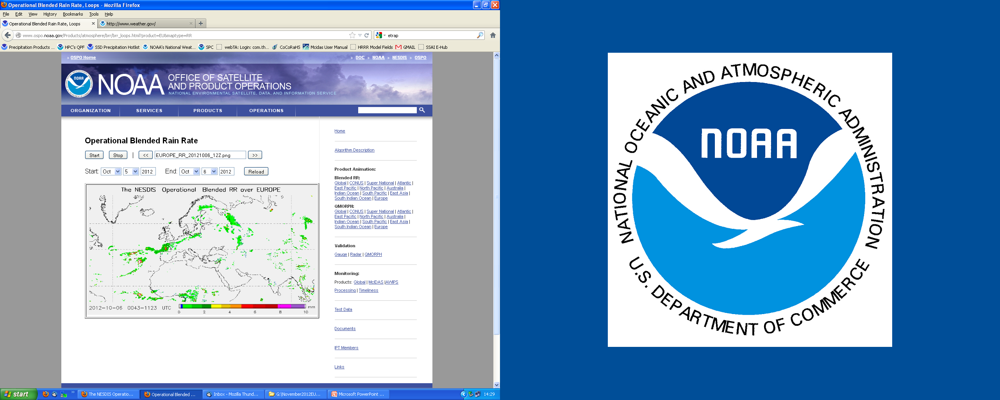 Operational Blended Rain Rate, Loops - Mozilla Firefox
File Edit View History Bookmarks Tools Help
Operational Blended Rain Rate, Loops × http://www.weather.gov/ × +
www.ospo.noaa.gov/Products/atmosphere/brr/brr_loops.html?product=EU&maptype=RR etrap
Precipitation Products ... HPC's QPF SSD Precipitation Hotlist NOAA's National Weat... SPC webTA: Login: com.th... CoCoRaHS Mcidas User Manual HRRR Model Fields GMAIL SSAI E-Hub
» OSPO Home » DOC » NOAA » NESDIS » OSPO
NOAA
NOAA OFFICE OF SATELLITE
AND PRODUCT OPERATIONS
NATIONAL ENVIRONMENTAL SATELLITE, DATA, AND INFORMATION SERVICE
ORGANIZATION SERVICES PRODUCTS OPERATIONS
Operational Blended Rain Rate
Start Stop | << EUROPE_RR_20121006_12Z.png >>
Start: Oct 5 2012 End: Oct 6 2012 Reload
The NESDIS Operational Blended RR over EUROPE
2012-10-06 0043-1123 UTC
0 2 4 6 8 10 mm
Home
Algorithm Description
Product Animation:
Blended RR:
Global | CONUS | Super National | Atlantic |
East Pacific | North Pacific | Australia |
Indian Ocean | South Pacific | East Asia |
South Indian Ocean | Europe
QMORPH:
Global | CONUS | Super National | Atlantic |
East Pacific | North Pacific | Australia |
Indian Ocean | South Pacific | East Asia |
South Indian Ocean | Europe
Validation
Gauge | Radar | QMORPH
Monitoring:
Products: Global | McIDAS |AWIPS
Processing | Timeliness
Test Data
Documents
IPT Members
Links
start The NESDIS Operatio... Operational Blended ... Inbox - Mozilla Thund... G:\November2012EU... Microsoft PowerPoint ... 14:29
NATIONAL OCEANIC AND ATMOSPHERIC ADMINISTRATION
NOAA
U.S. DEPARTMENT OF COMMERCE